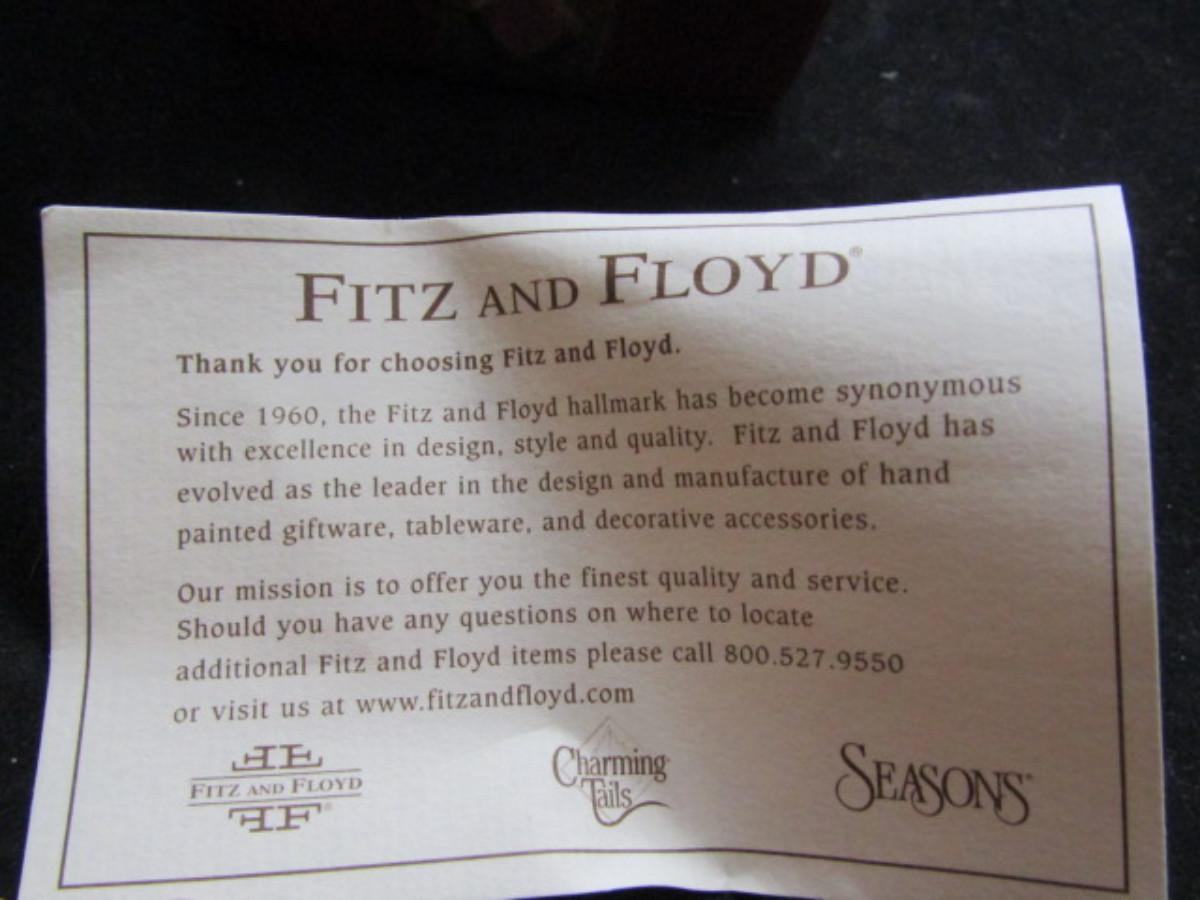 FITZ AND FLOYD®
Thank you for choosing Fitz and Floyd.
Since 1960, the Fitz and Floyd hallmark has become synonymous
with excellence in design, style and quality. Fitz and Floyd has
evolved as the leader in the design and manufacture of hand
painted giftware, tableware, and decorative accessories.
Our mission is to offer you the finest quality and service.
Should you have any questions on where to locate
additional Fitz and Floyd items please call 800.527.9550
or visit us at www.fitzandfloyd.com
FITZ AND FLOYD®
Charming
Tails
SEASONS®